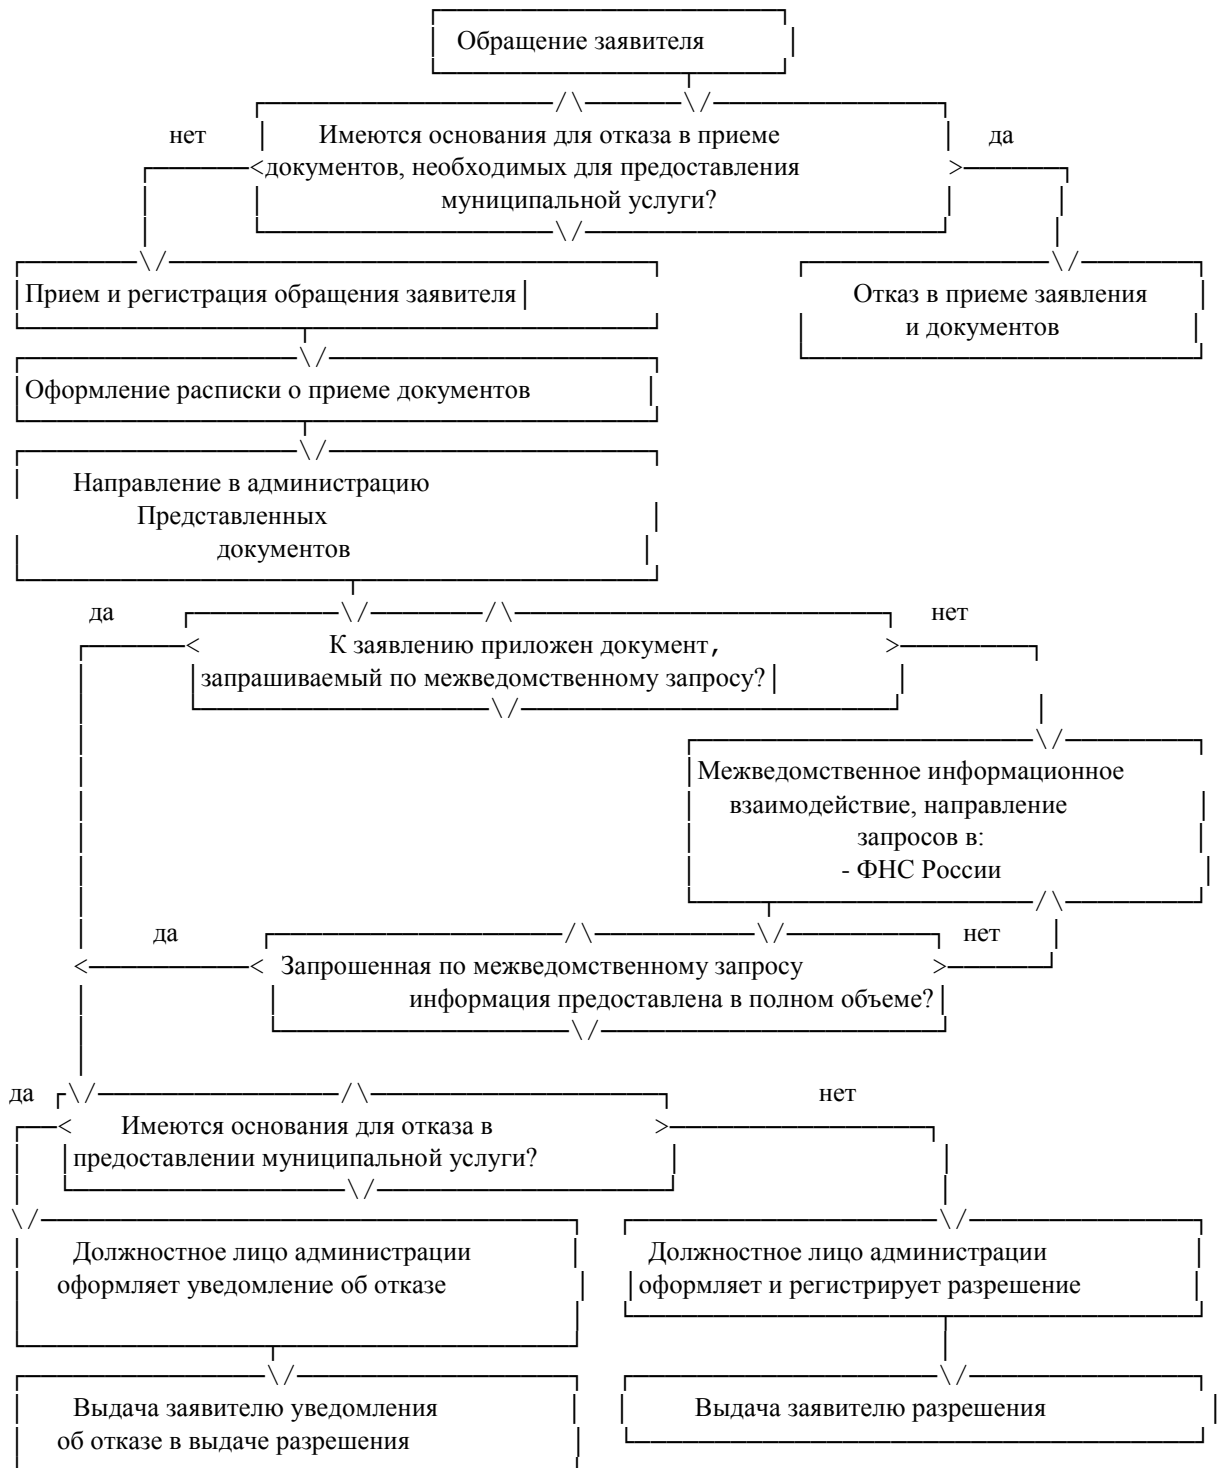 Обращение заявителя
нет
Имеются основания для отказа в приеме
да
документов, необходимых для предоставления
муниципальной услуги?
Прием и регистрация обращения заявителя
Отказ в приеме заявления
и документов
Оформление расписки о приеме документов
Направление в администрацию
Представленных
документов
да
нет
К заявлению приложен документ,
запрашиваемый по межведомственному запросу?
Межведомственное информационное
взаимодействие, направление
запросов в:
- ФНС России
да
нет
Запрошенная по межведомственному запросу
информация предоставлена в полном объеме?
да
нет
Имеются основания для отказа в
предоставлении муниципальной услуги?
Должностное лицо администрации
оформляет уведомление об отказе
Должностное лицо администрации
оформляет и регистрирует разрешение
Выдача заявителю уведомления
об отказе в выдаче разрешения
Выдача заявителю разрешения